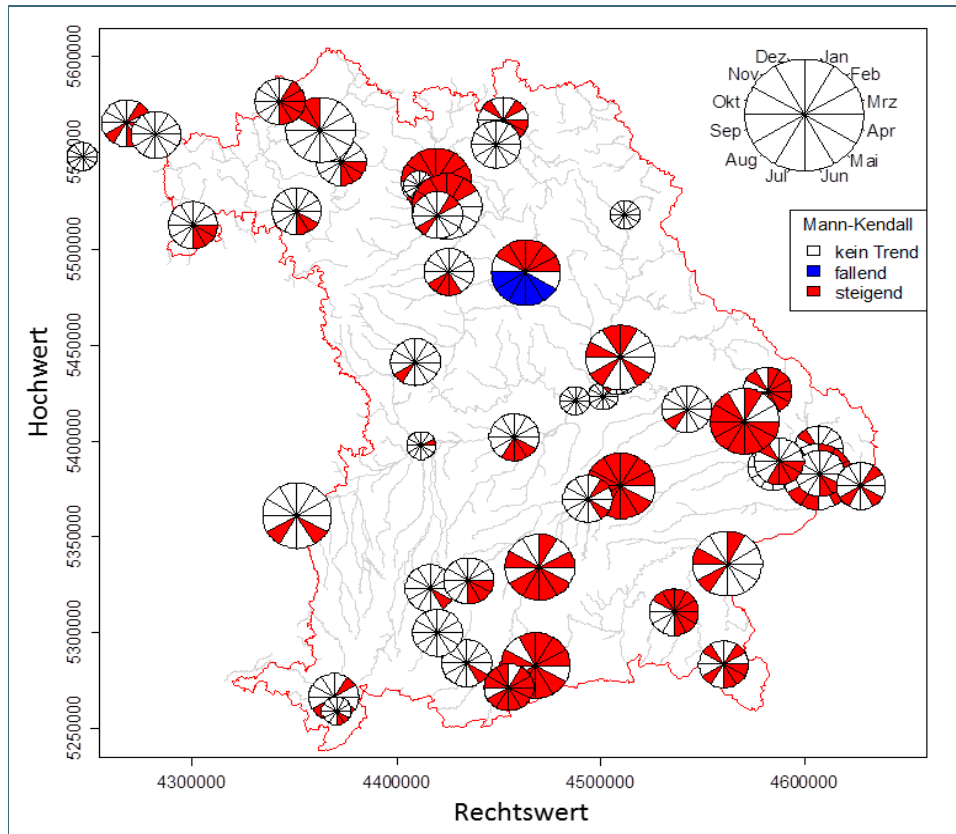 5600000
5550000
5500000
5450000
5400000
5350000
5300000
5250000
Hochwert
Dez Jan
Nov Feb
Okt Mrz
Sep Apr
Aug Mai
Jul Jun
Mann-Kendall
kein Trend
fallend
steigend
4300000 4400000 4500000 4600000
Rechtswert